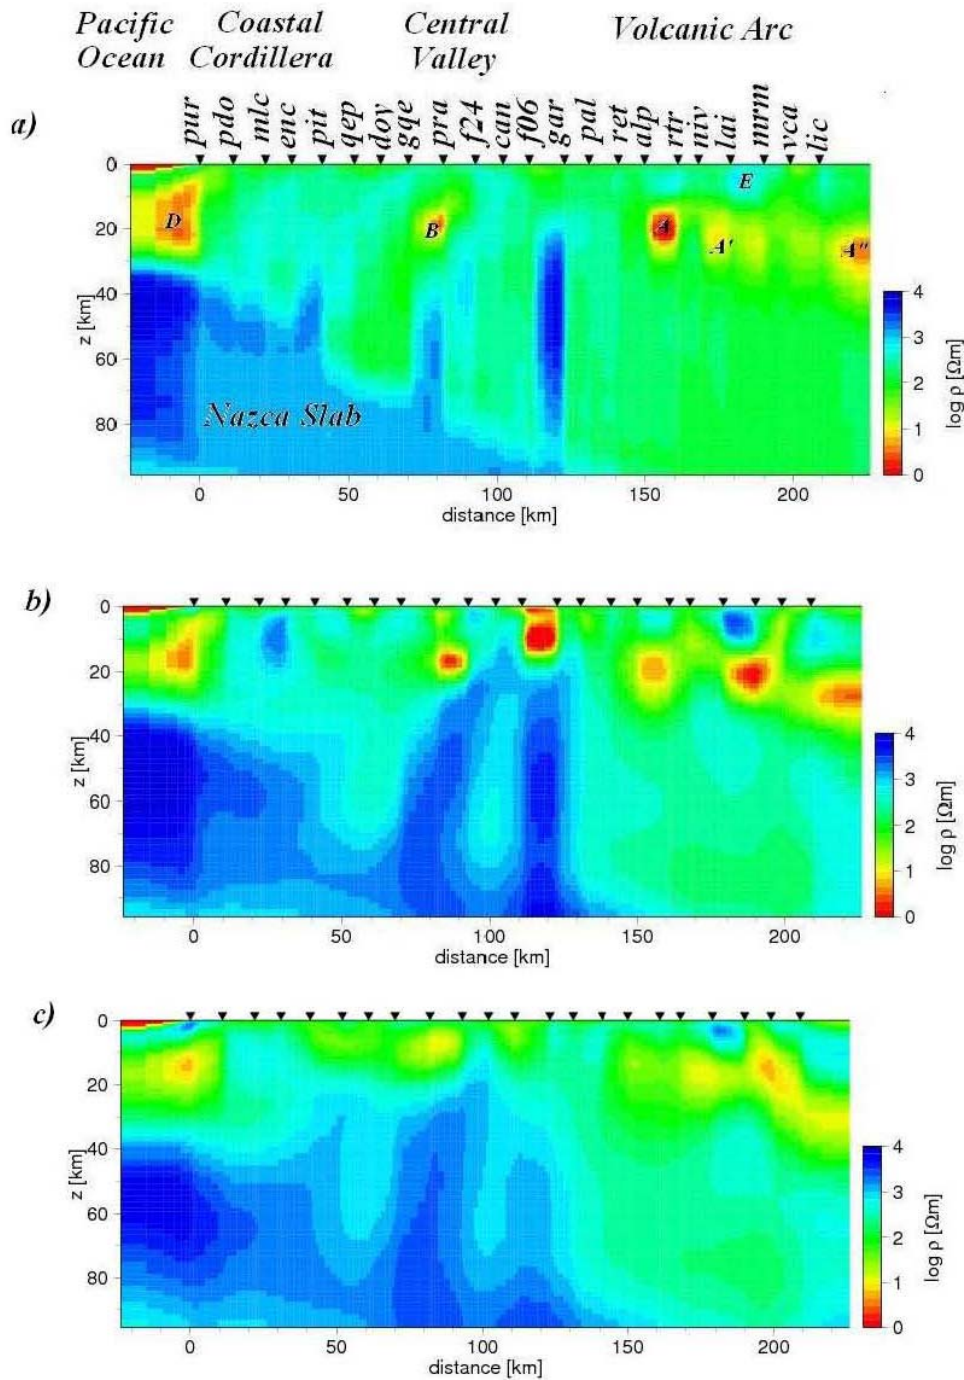 Pacific Ocean
Coastal Cordillera
Central Valley
Volcanic Arc
a)
pur pdo mlc enc pit qep doy gqe pra f24 can f06 gar pal ret alp rtr niv lai mrm vca lic
0
20
40
60
80
z [km]
D
B
A
A'
E
A"
Nazca Slab
0 50 100 150 200
distance [km]
4
3
2
1
0
log ρ [Ωm]
b)
0
20
40
60
80
z [km]
0 50 100 150 200
distance [km]
4
3
2
1
0
log ρ [Ωm]
c)
0
20
40
60
80
z [km]
0 50 100 150 200
distance [km]
4
3
2
1
0
log ρ [Ωm]